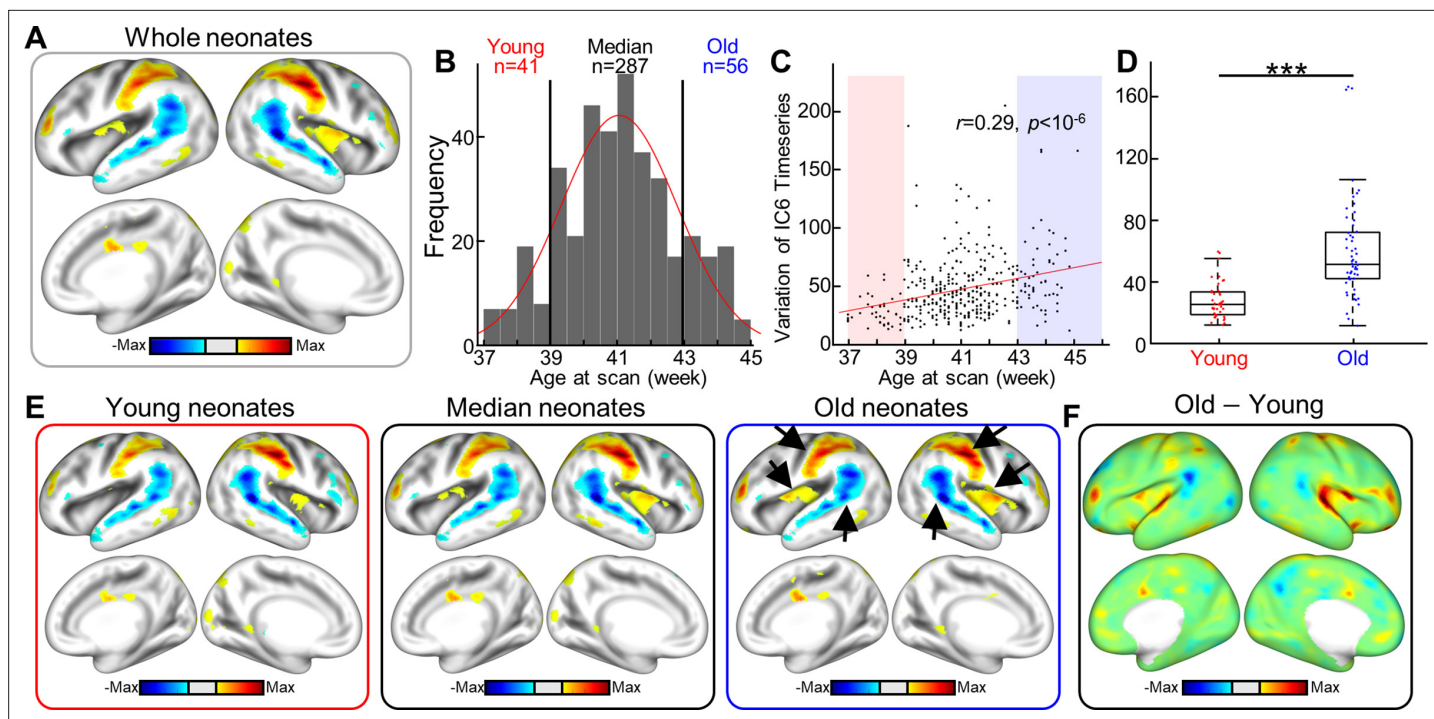 A
Whole neonates
-Max
Max
B
Young
n=41
Median
n=287
Old
n=56
Frequency
40
20
0
37
39
41
43
45
Age at scan (week)
C
Variation of IC6 Timeseries
200
150
100
50
0
r=0.29, p<10-6
37
39
41
43
45
Age at scan (week)
D
***
160
120
80
40
0
Young
Old
E
Young neonates
-Max
Max
Median neonates
-Max
Max
Old neonates
-Max
Max
F
Old – Young
-Max
Max